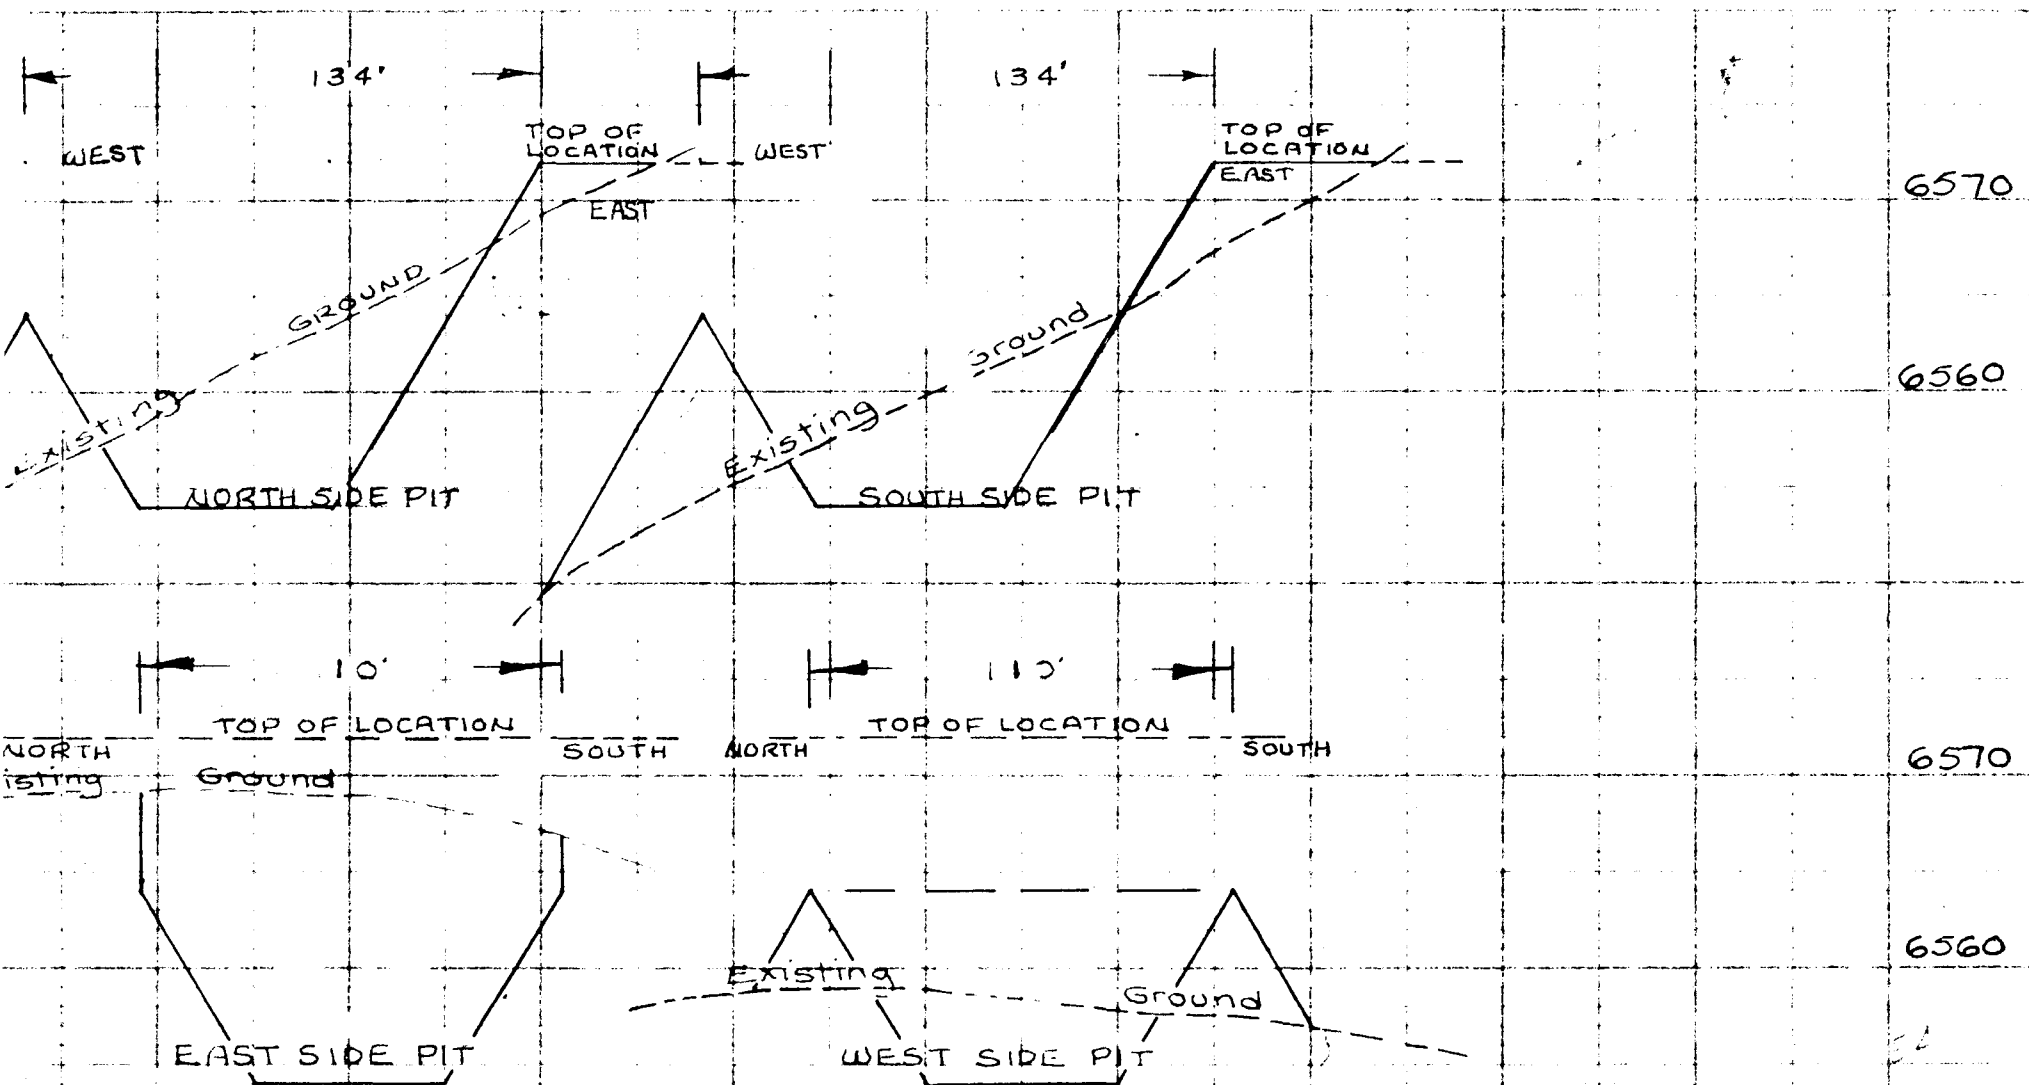 134' 134'
TOP OF TOP OF
WEST LOCATION WEST LOCATION
EAST
EAST
6570
GROUND
Ground
6560
Existing Existing
NORTH SIDE PIT SOUTH SIDE PIT
10' 110'
TOP OF LOCATION TOP OF LOCATION
NORTH SOUTH NORTH SOUTH
6570
isting Ground
6560
Existing
Ground
EAST SIDE PIT WEST SIDE PIT